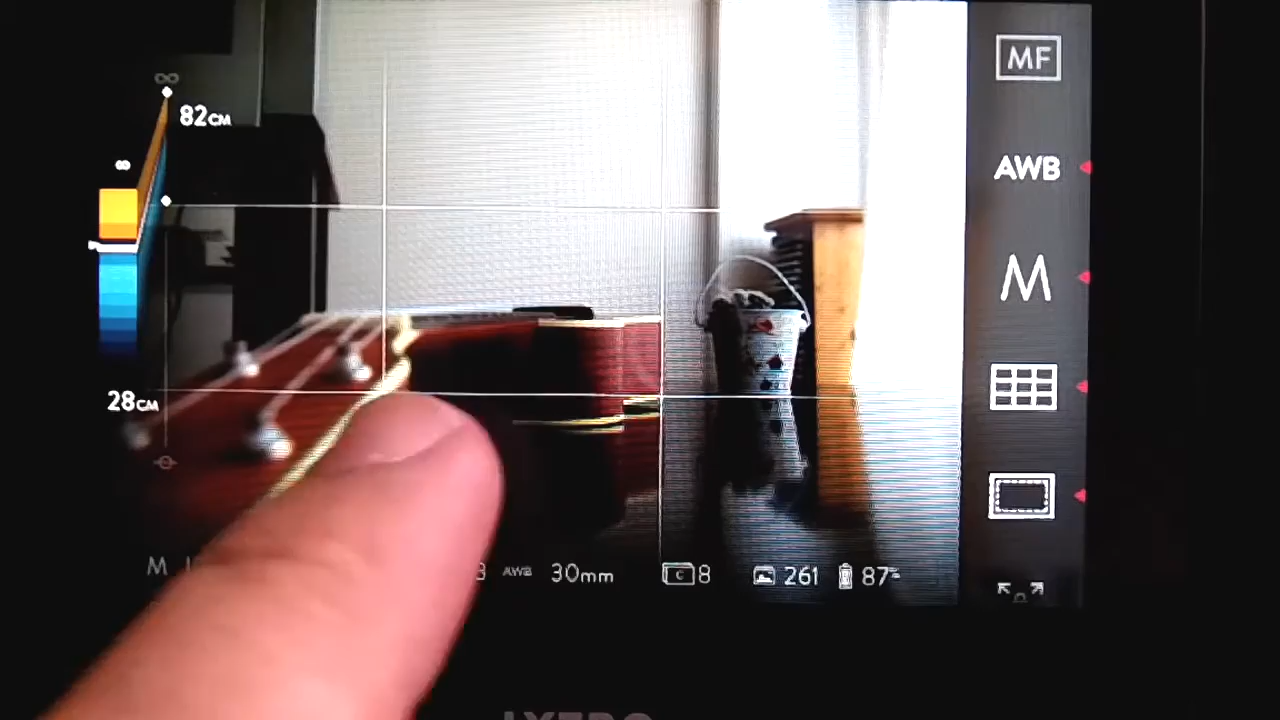 MF
∞
82CM
∞
AWB
M
28CM
M
AWB 30mm C 8 261 87%